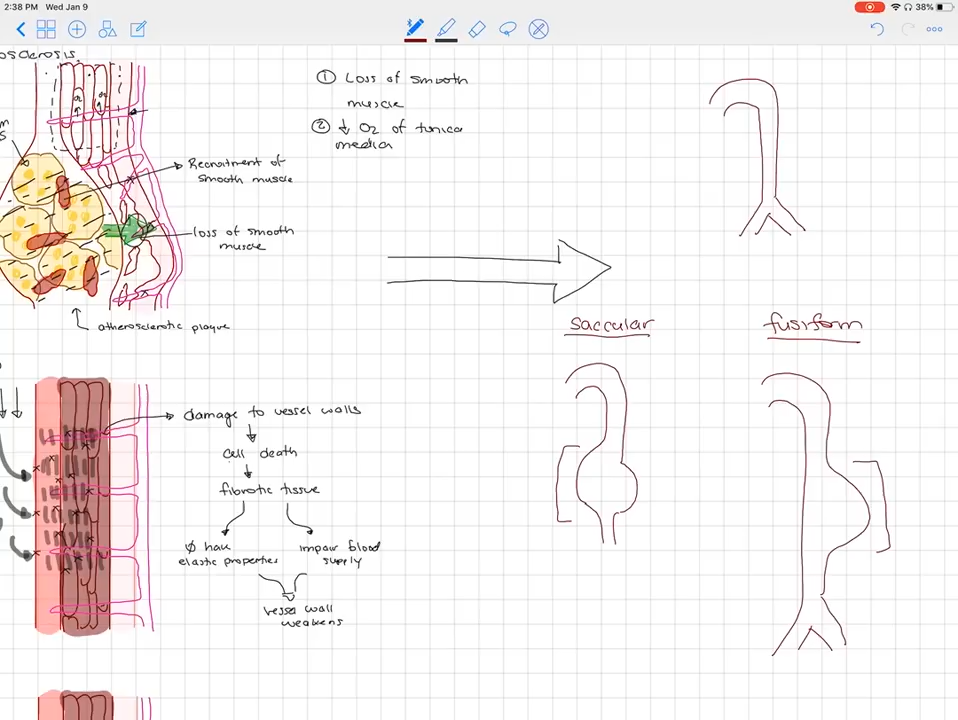 2:38 PM Wed Jan 9
38%
osclerosis
① Loss of smooth
muscle
② ↓ O2 of tunica
media
Recruitment of
smooth muscle
loss of smooth
muscle
atherosclerotic plaque
saccular
fusiform
damage to vessel walls
cell death
fibrotic tissue
∅ have
elastic properties
impair blood
supply
vessel wall
weakens